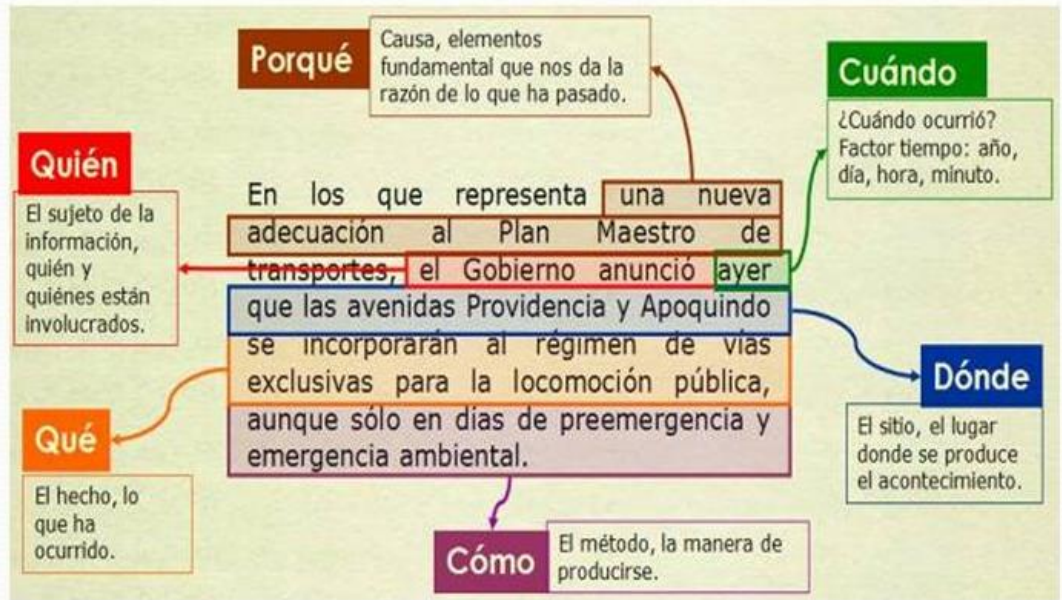 Porqué
Causa, elementos
fundamental que nos da la
razón de lo que ha pasado.
Cuándo
¿Cuándo ocurrió?
Factor tiempo: año,
día, hora, minuto.
Quién
El sujeto de la
información,
quién y
quiénes están
involucrados.
En los que representa una nueva
adecuación al Plan Maestro de
transportes, el Gobierno anunció ayer
que las avenidas Providencia y Apoquindo
se incorporarán al régimen de vías
exclusivas para la locomoción pública,
aunque sólo en días de preemergencia y
emergencia ambiental.
Dónde
El sitio, el lugar
donde se produce
el acontecimiento.
Qué
El hecho, lo
que ha
ocurrido.
Cómo
El método, la manera de
producirse.